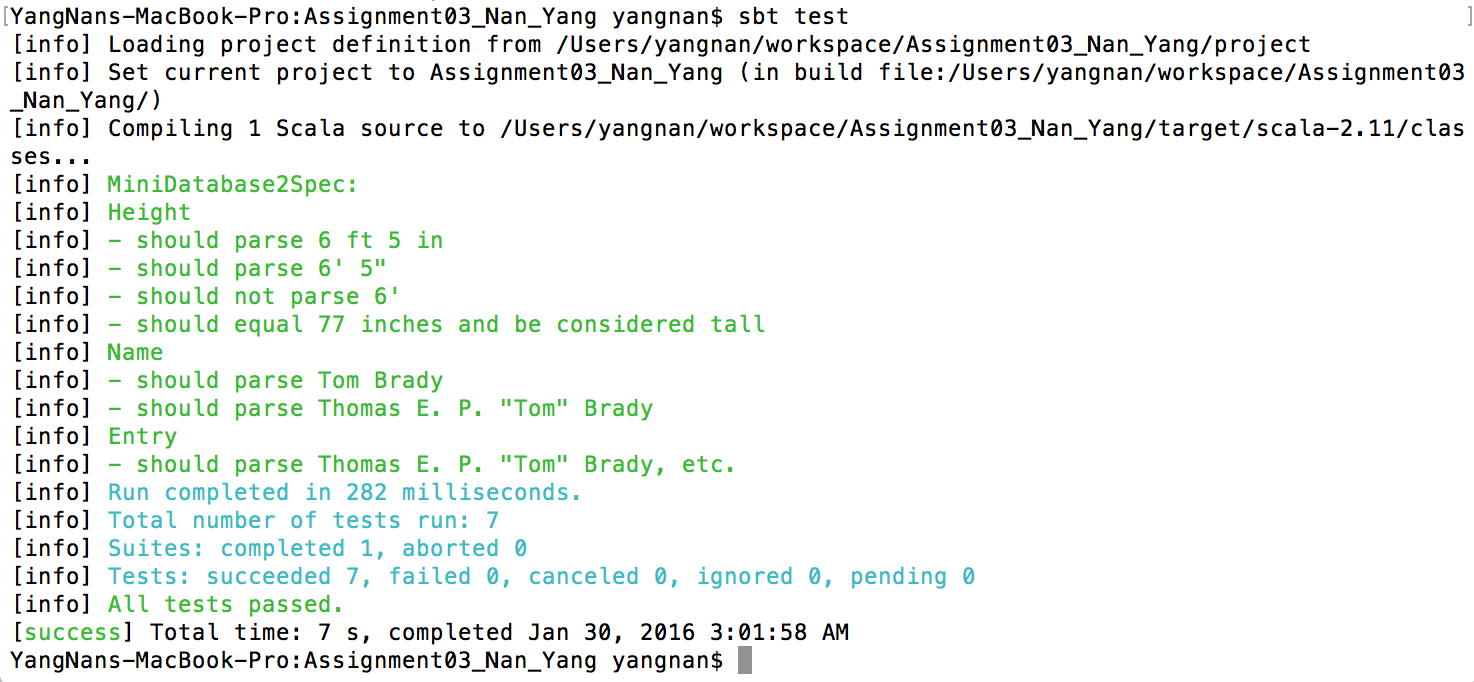 [YangNans-MacBook-Pro:Assignment03_Nan_Yang yangnan$ sbt test ]
[info] Loading project definition from /Users/yangnan/workspace/Assignment03_Nan_Yang/project
[info] Set current project to Assignment03_Nan_Yang (in build file:/Users/yangnan/workspace/Assignment03
_Nan_Yang/)
[info] Compiling 1 Scala source to /Users/yangnan/workspace/Assignment03_Nan_Yang/target/scala-2.11/clas
ses...
[info] MiniDatabase2Spec:
[info] Height
[info] - should parse 6 ft 5 in
[info] - should parse 6' 5"
[info] - should not parse 6'
[info] - should equal 77 inches and be considered tall
[info] Name
[info] - should parse Tom Brady
[info] - should parse Thomas E. P. "Tom" Brady
[info] Entry
[info] - should parse Thomas E. P. "Tom" Brady, etc.
[info] Run completed in 282 milliseconds.
[info] Total number of tests run: 7
[info] Suites: completed 1, aborted 0
[info] Tests: succeeded 7, failed 0, canceled 0, ignored 0, pending 0
[info] All tests passed.
[success] Total time: 7 s, completed Jan 30, 2016 3:01:58 AM
YangNans-MacBook-Pro:Assignment03_Nan_Yang yangnan$